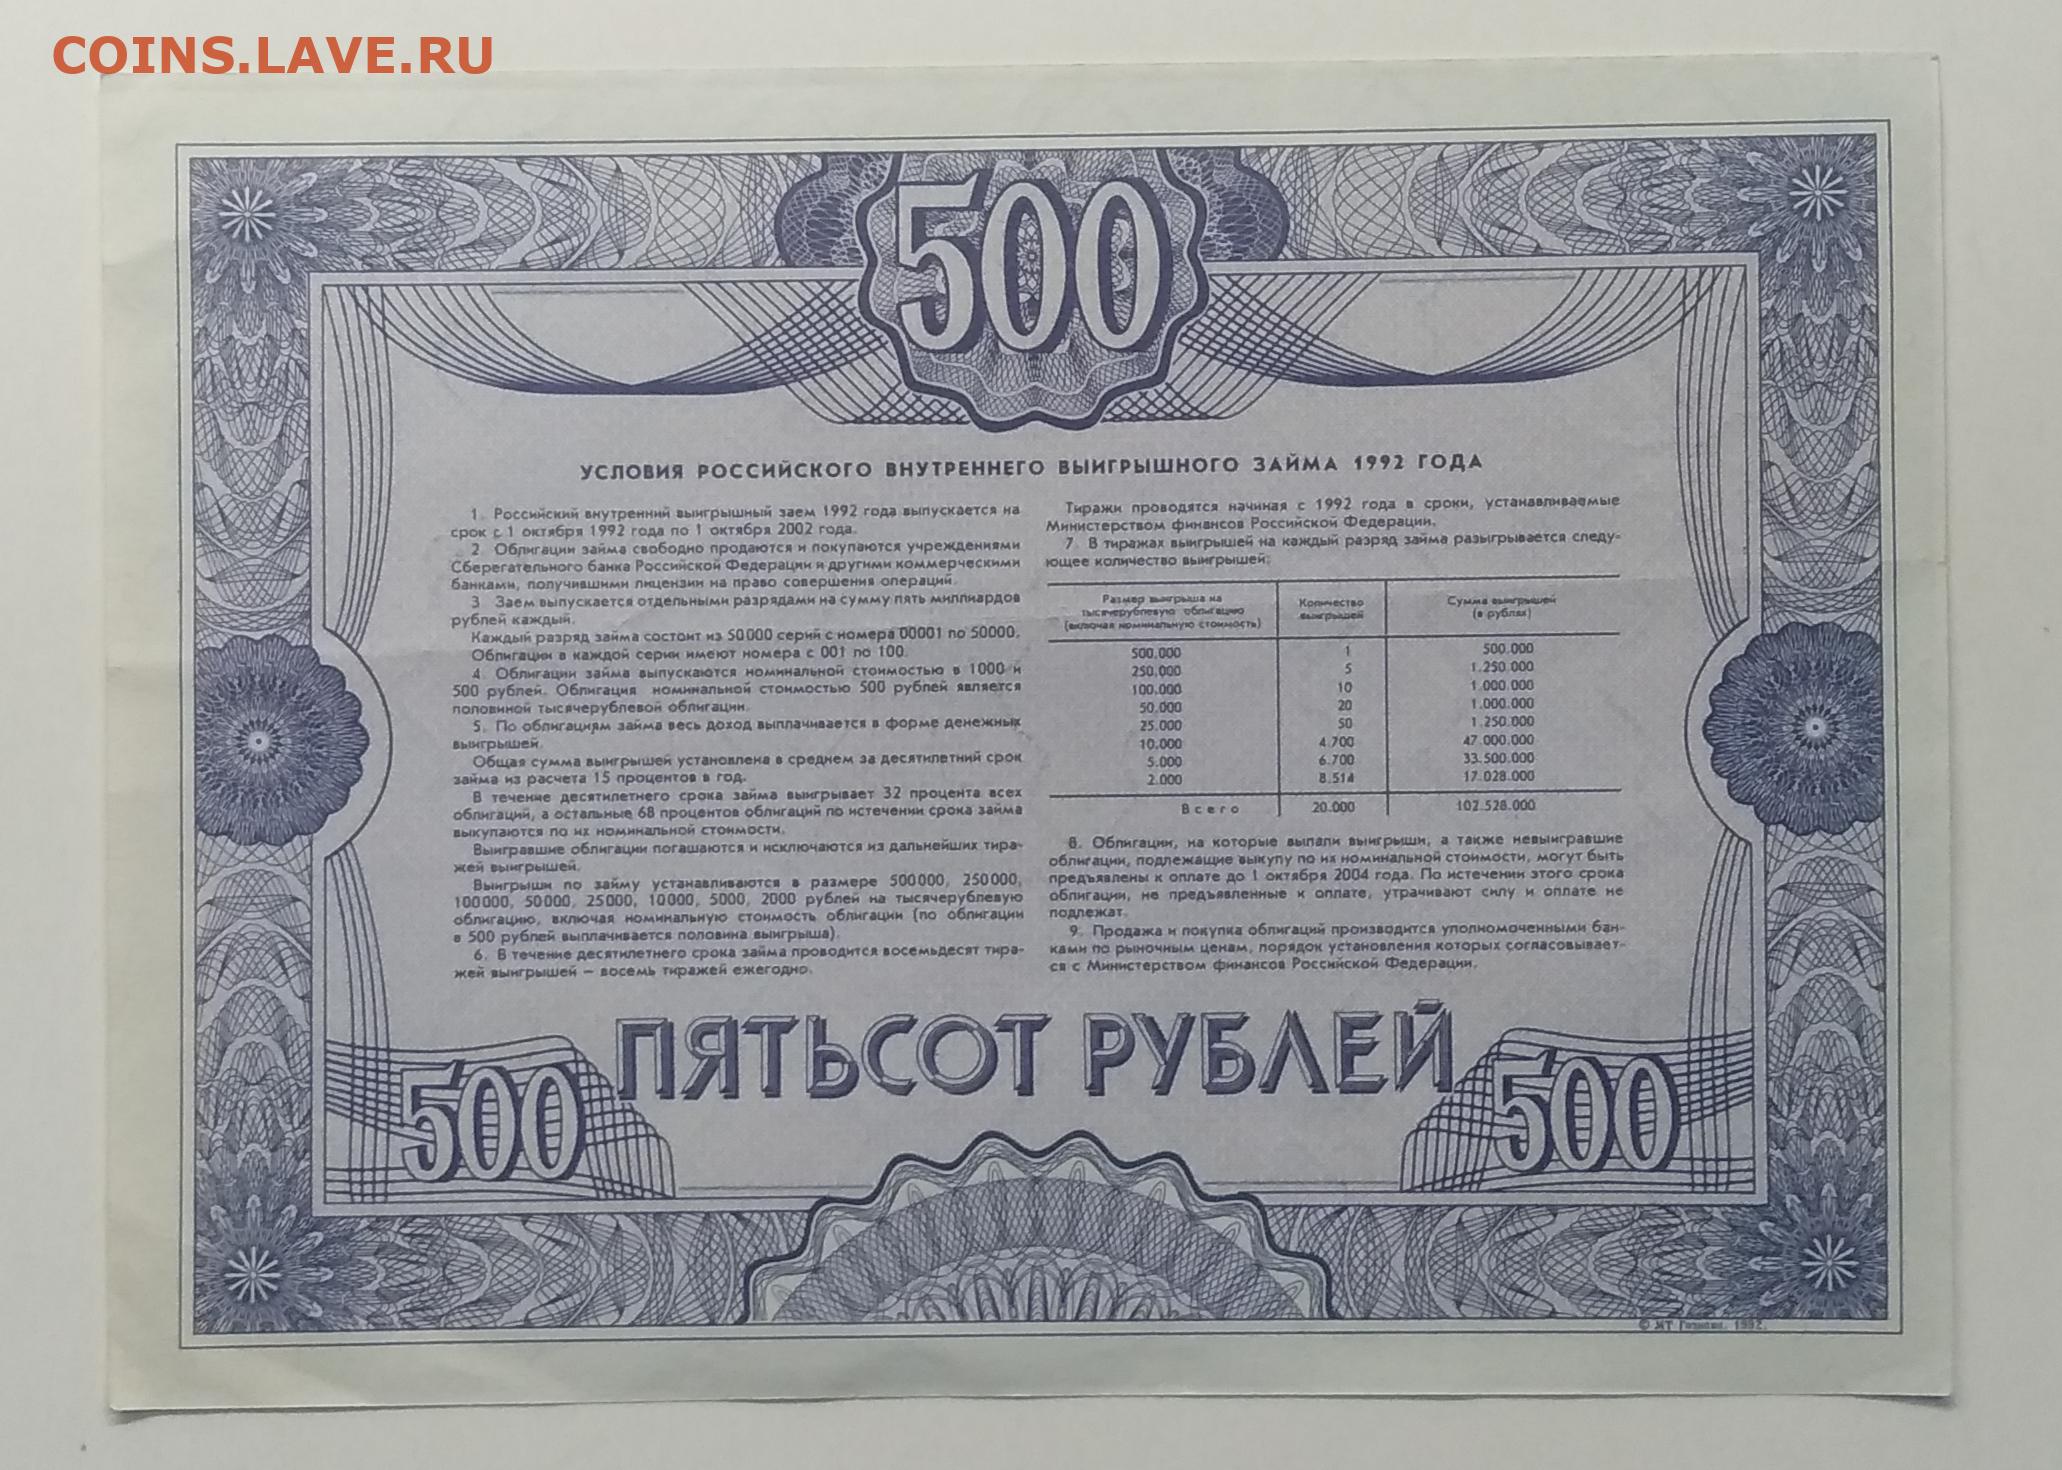 COINS.LAVE.RU
500
УСЛОВИЯ РОССИЙСКОГО ВНУТРЕННЕГО ВЫИГРЫШНОГО ЗАЙМА 1992 ГОДА
1. Российский внутренний выигрышный заем 1992 года выпускается на
срок с 1 октября 1992 года по 1 октября 2002 года.
2. Облигации займа свободно продаются и покупаются учреждениями
Сберегательного банка Российской Федерации и другими коммерческими
банками, получившими лицензии на право совершения операций.
3. Заем выпускается отдельными разрядами на сумму пять миллиардов
рублей каждый.
Каждый разряд займа состоит из 50000 серий с номера 00001 по 50000.
Облигации в каждой серии имеют номера с 001 по 100.
4. Облигации займа выпускаются номинальной стоимостью в 1000 и
500 рублей. Облигация номинальной стоимостью 500 рублей является
половиной тысячерублевой облигации.
5. По облигациям займа весь доход выплачивается в форме денежных
выигрышей.
Общая сумма выигрышей установлена в среднем за десятилетний срок
займа из расчета 15 процентов в год.
В течение десятилетнего срока займа выигрывает 32 процента всех
облигаций, а остальные 68 процентов облигаций по истечении срока займа
выкупаются по их номинальной стоимости.
Выигравшие облигации погашаются и исключаются из дальнейших тира-
жей выигрышей.
Выигрыши по займу устанавливаются в размере 500000, 250000,
100000, 50000, 25000, 10000, 5000, 2000 рублей на тысячерублевую
облигацию, включая номинальную стоимость облигации (по облигации
в 500 рублей выплачивается половина выигрыша).
6. В течение десятилетнего срока займа проводится восемьдесят тира-
жей выигрышей – восемь тиражей ежегодно.
Тиражи проводятся начиная с 1992 года в сроки, устанавливаемые
Министерством финансов Российской Федерации.
7. В тиражах выигрышей на каждый разряд займа разыгрывается следу-
ющее количество выигрышей:
Размер выигрыша на тысячерублевую облигацию (включая номинальную стоимость) Количество выигрышей Сумма выигрышей (в рублях)
500.000 1 500.000
250.000 5 1.250.000
100.000 10 1.000.000
50.000 20 1.000.000
25.000 50 1.250.000
10.000 4.700 47.000.000
5.000 6.700 33.500.000
2.000 8.514 17.028.000
Всего 20.000 102.528.000
8. Облигации, на которые выпали выигрыши, а также невыигравшие
облигации, подлежащие выкупу по их номинальной стоимости, могут быть
предъявлены к оплате до 1 октября 2004 года. По истечении этого срока
облигации, не предъявленные к оплате, утрачивают силу и оплате не
подлежат.
9. Продажа и покупка облигаций производится уполномоченными бан-
ками по рыночным ценам, порядок установления которых согласовывает-
ся с Министерством финансов Российской Федерации.
ПЯТЬСОТ РУБЛЕЙ
500
500
© МТ Гознака. 1992.